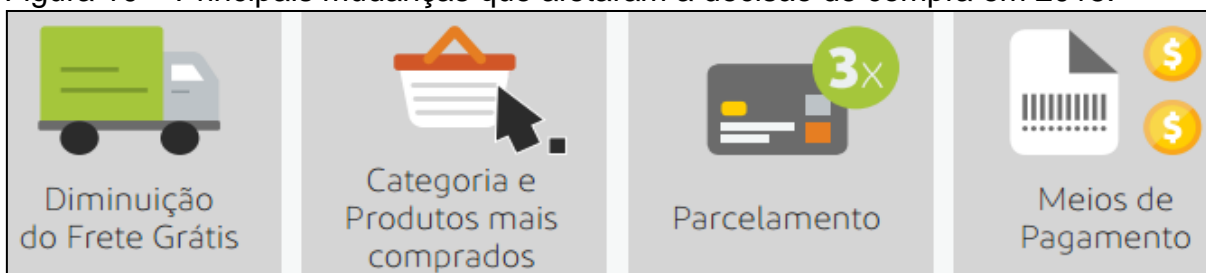 3x
Diminuição
do Frete Grátis
Categoria e
Produtos mais
comprados
Parcelamento
$
$
Meios de
Pagamento